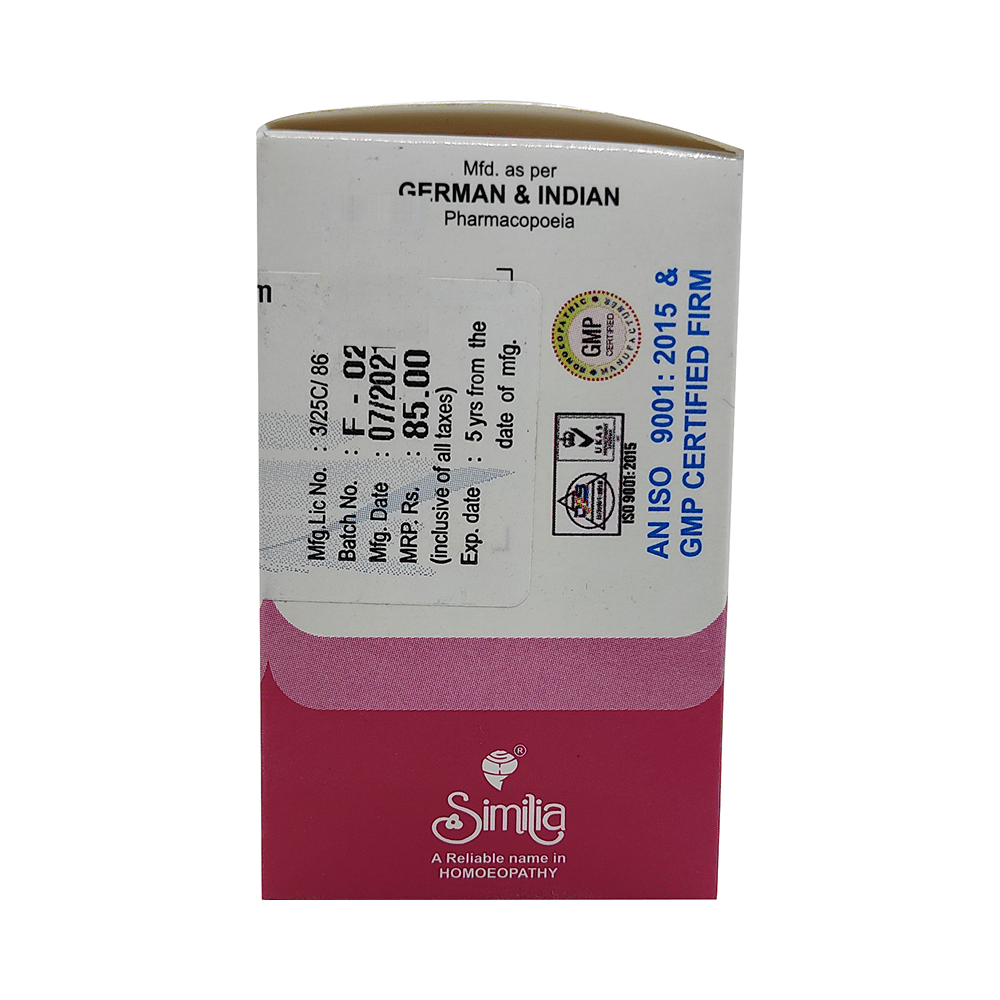 Mfd. as per
GERMAN & INDIAN
Pharmacopoeia
m
Mfg.Lic No. : 3/25C/ 86
Batch No. : F - 02
Mfg. Date : 07/2021
MRP. Rs. : 85.00
(inclusive of all taxes)
Exp. date : 5 yrs from the
date of mfg.
HOMOEOPATHIC
GMP
CERTIFIED
MANUFACTURER
UKAS
ISO 9001: 2015
AN ISO 9001: 2015 &
GMP CERTIFIED FIRM
®
Similia
A Reliable name in
HOMOEOPATHY